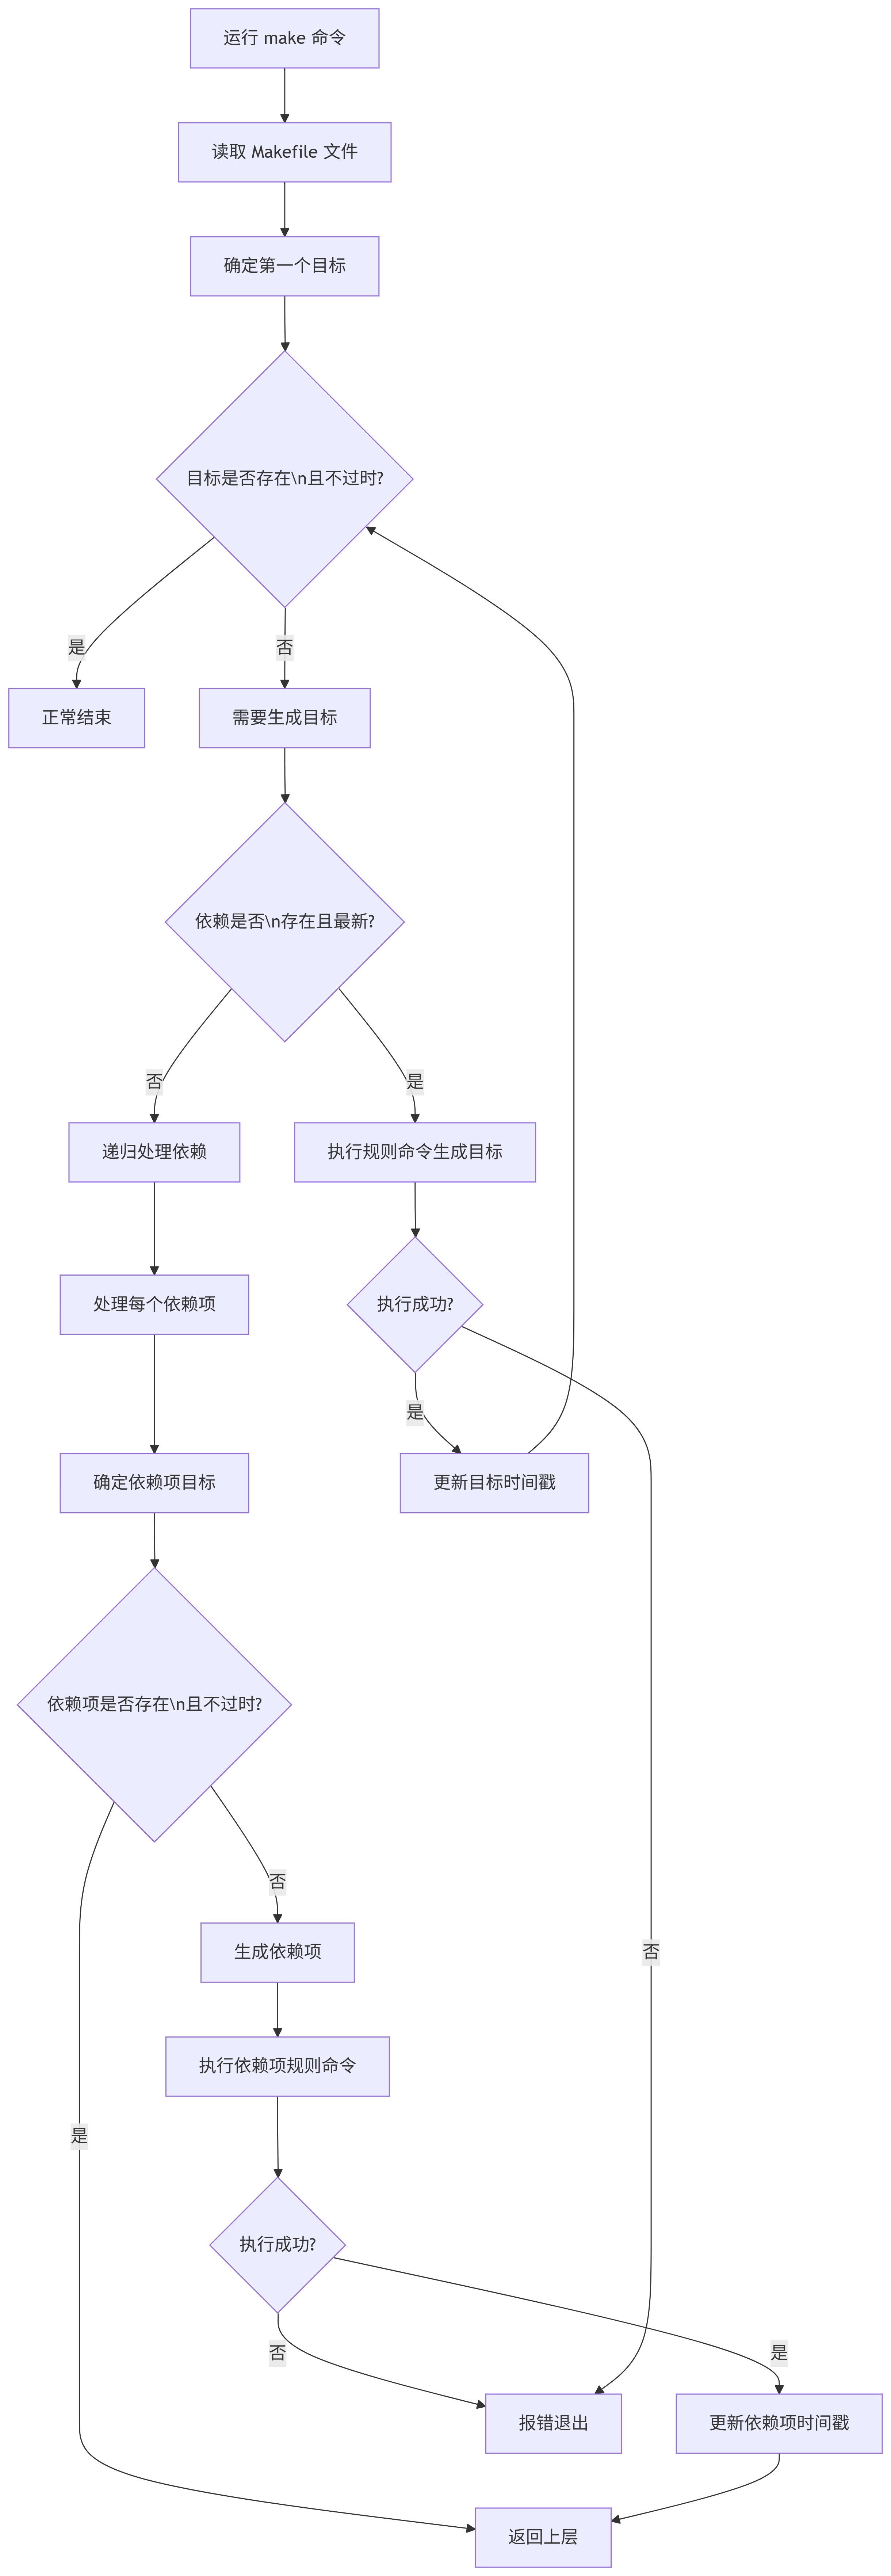 运行 make 命令
读取 Makefile 文件
确定第一个目标
目标是否存在\n且不过时?
是
否
正常结束
需要生成目标
依赖是否\n存在且最新?
否
是
递归处理依赖
执行规则命令生成目标
处理每个依赖项
执行成功?
是
确定依赖项目标
更新目标时间戳
依赖项是否存在\n且不过时?
否
生成依赖项
否
执行依赖项规则命令
是
执行成功?
否
是
报错退出
更新依赖项时间戳
返回上层